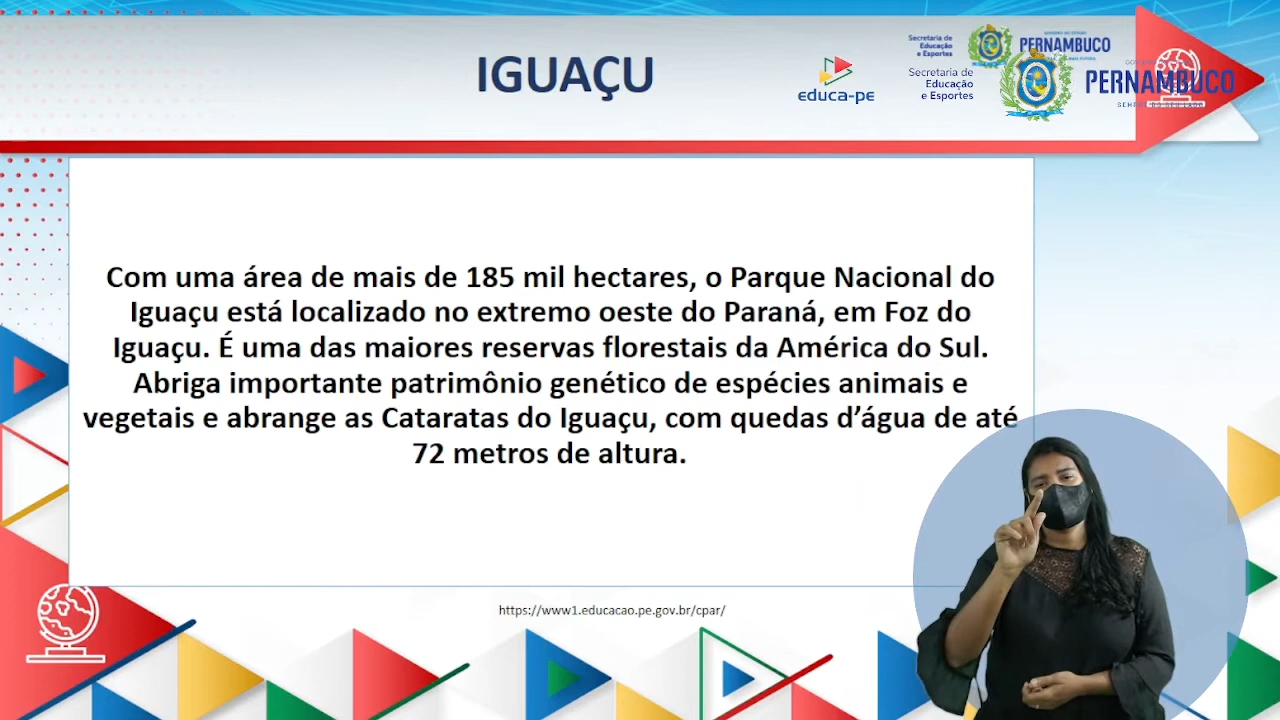 IGUAÇU
educa-pe
Secretaria de
Educação
e Esportes
PERNAMBUCO
Secretaria de
Educação
e Esportes
PERNAMBUCO
Com uma área de mais de 185 mil hectares, o Parque Nacional do
Iguaçu está localizado no extremo oeste do Paraná, em Foz do
Iguaçu. É uma das maiores reservas florestais da América do Sul.
Abriga importante patrimônio genético de espécies animais e
vegetais e abrange as Cataratas do Iguaçu, com quedas d’água de até
72 metros de altura.
https://www1.educacao.pe.gov.br/cpar/